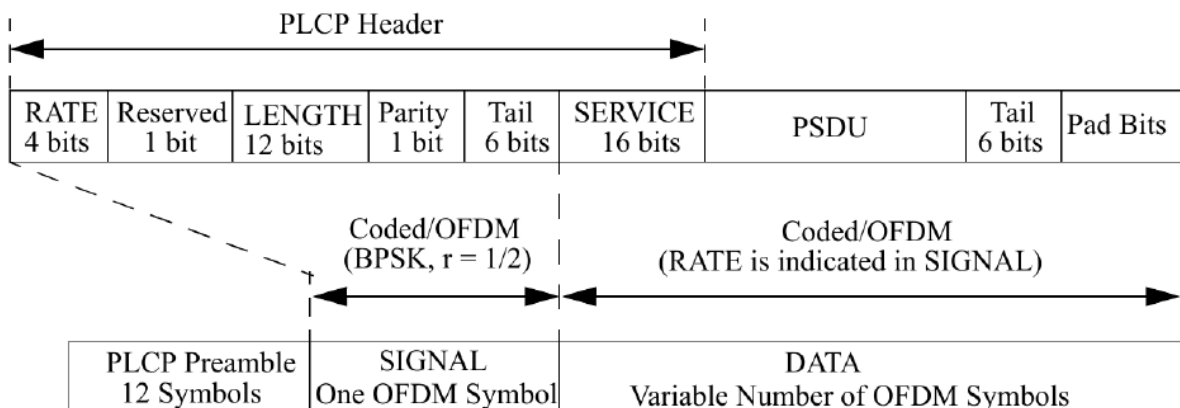 PLCP Header
RATE Reserved LENGTH Parity Tail SERVICE PSDU Tail Pad Bits
4 bits 1 bit 12 bits 1 bit 6 bits 16 bits 6 bits
Coded/OFDM Coded/OFDM
(BPSK, r = 1/2) (RATE is indicated in SIGNAL)
PLCP Preamble SIGNAL DATA
12 Symbols One OFDM Symbol Variable Number of OFDM Symbols